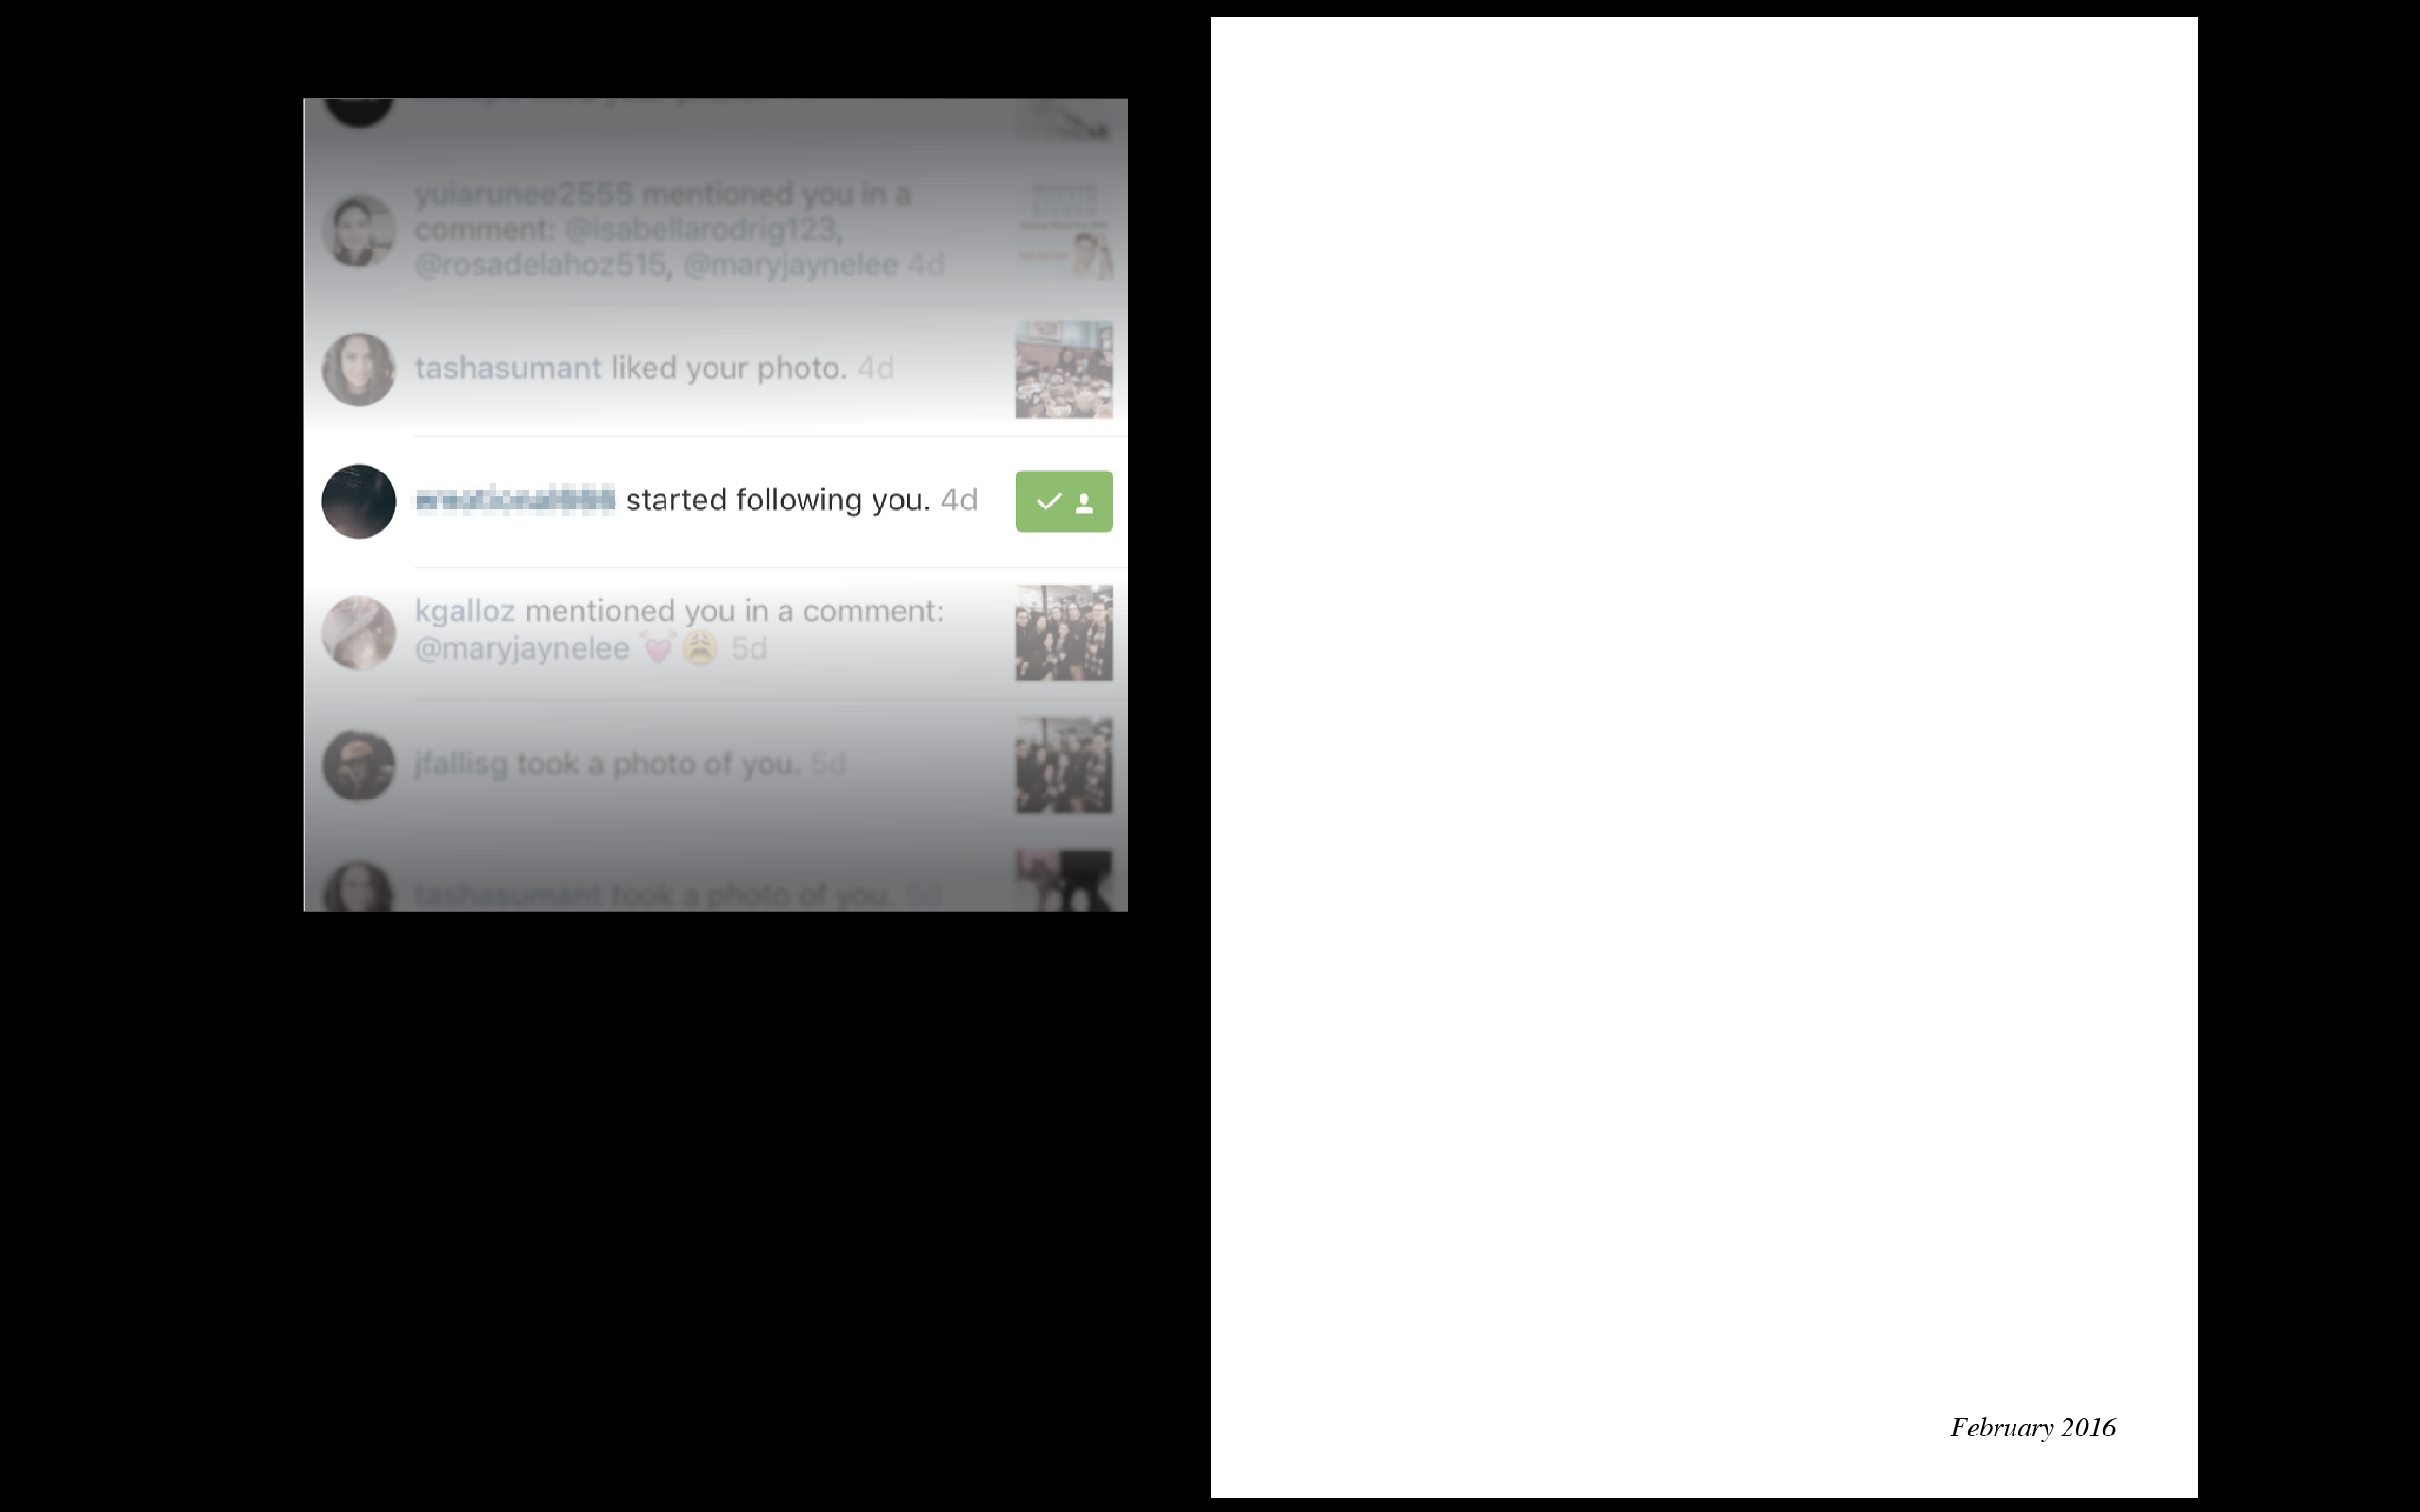 yuiarunee2555 mentioned you in a
comment: @isabellarodrig123,
@rosadelahoz515, @maryjaynelee 4d
tashasumant liked your photo. 4d
started following you. 4d
kgalloz mentioned you in a comment:
@maryjaynelee 💓😩 5d
jfallisg took a photo of you. 5d
tashasumant took a photo of you. 5d
February 2016